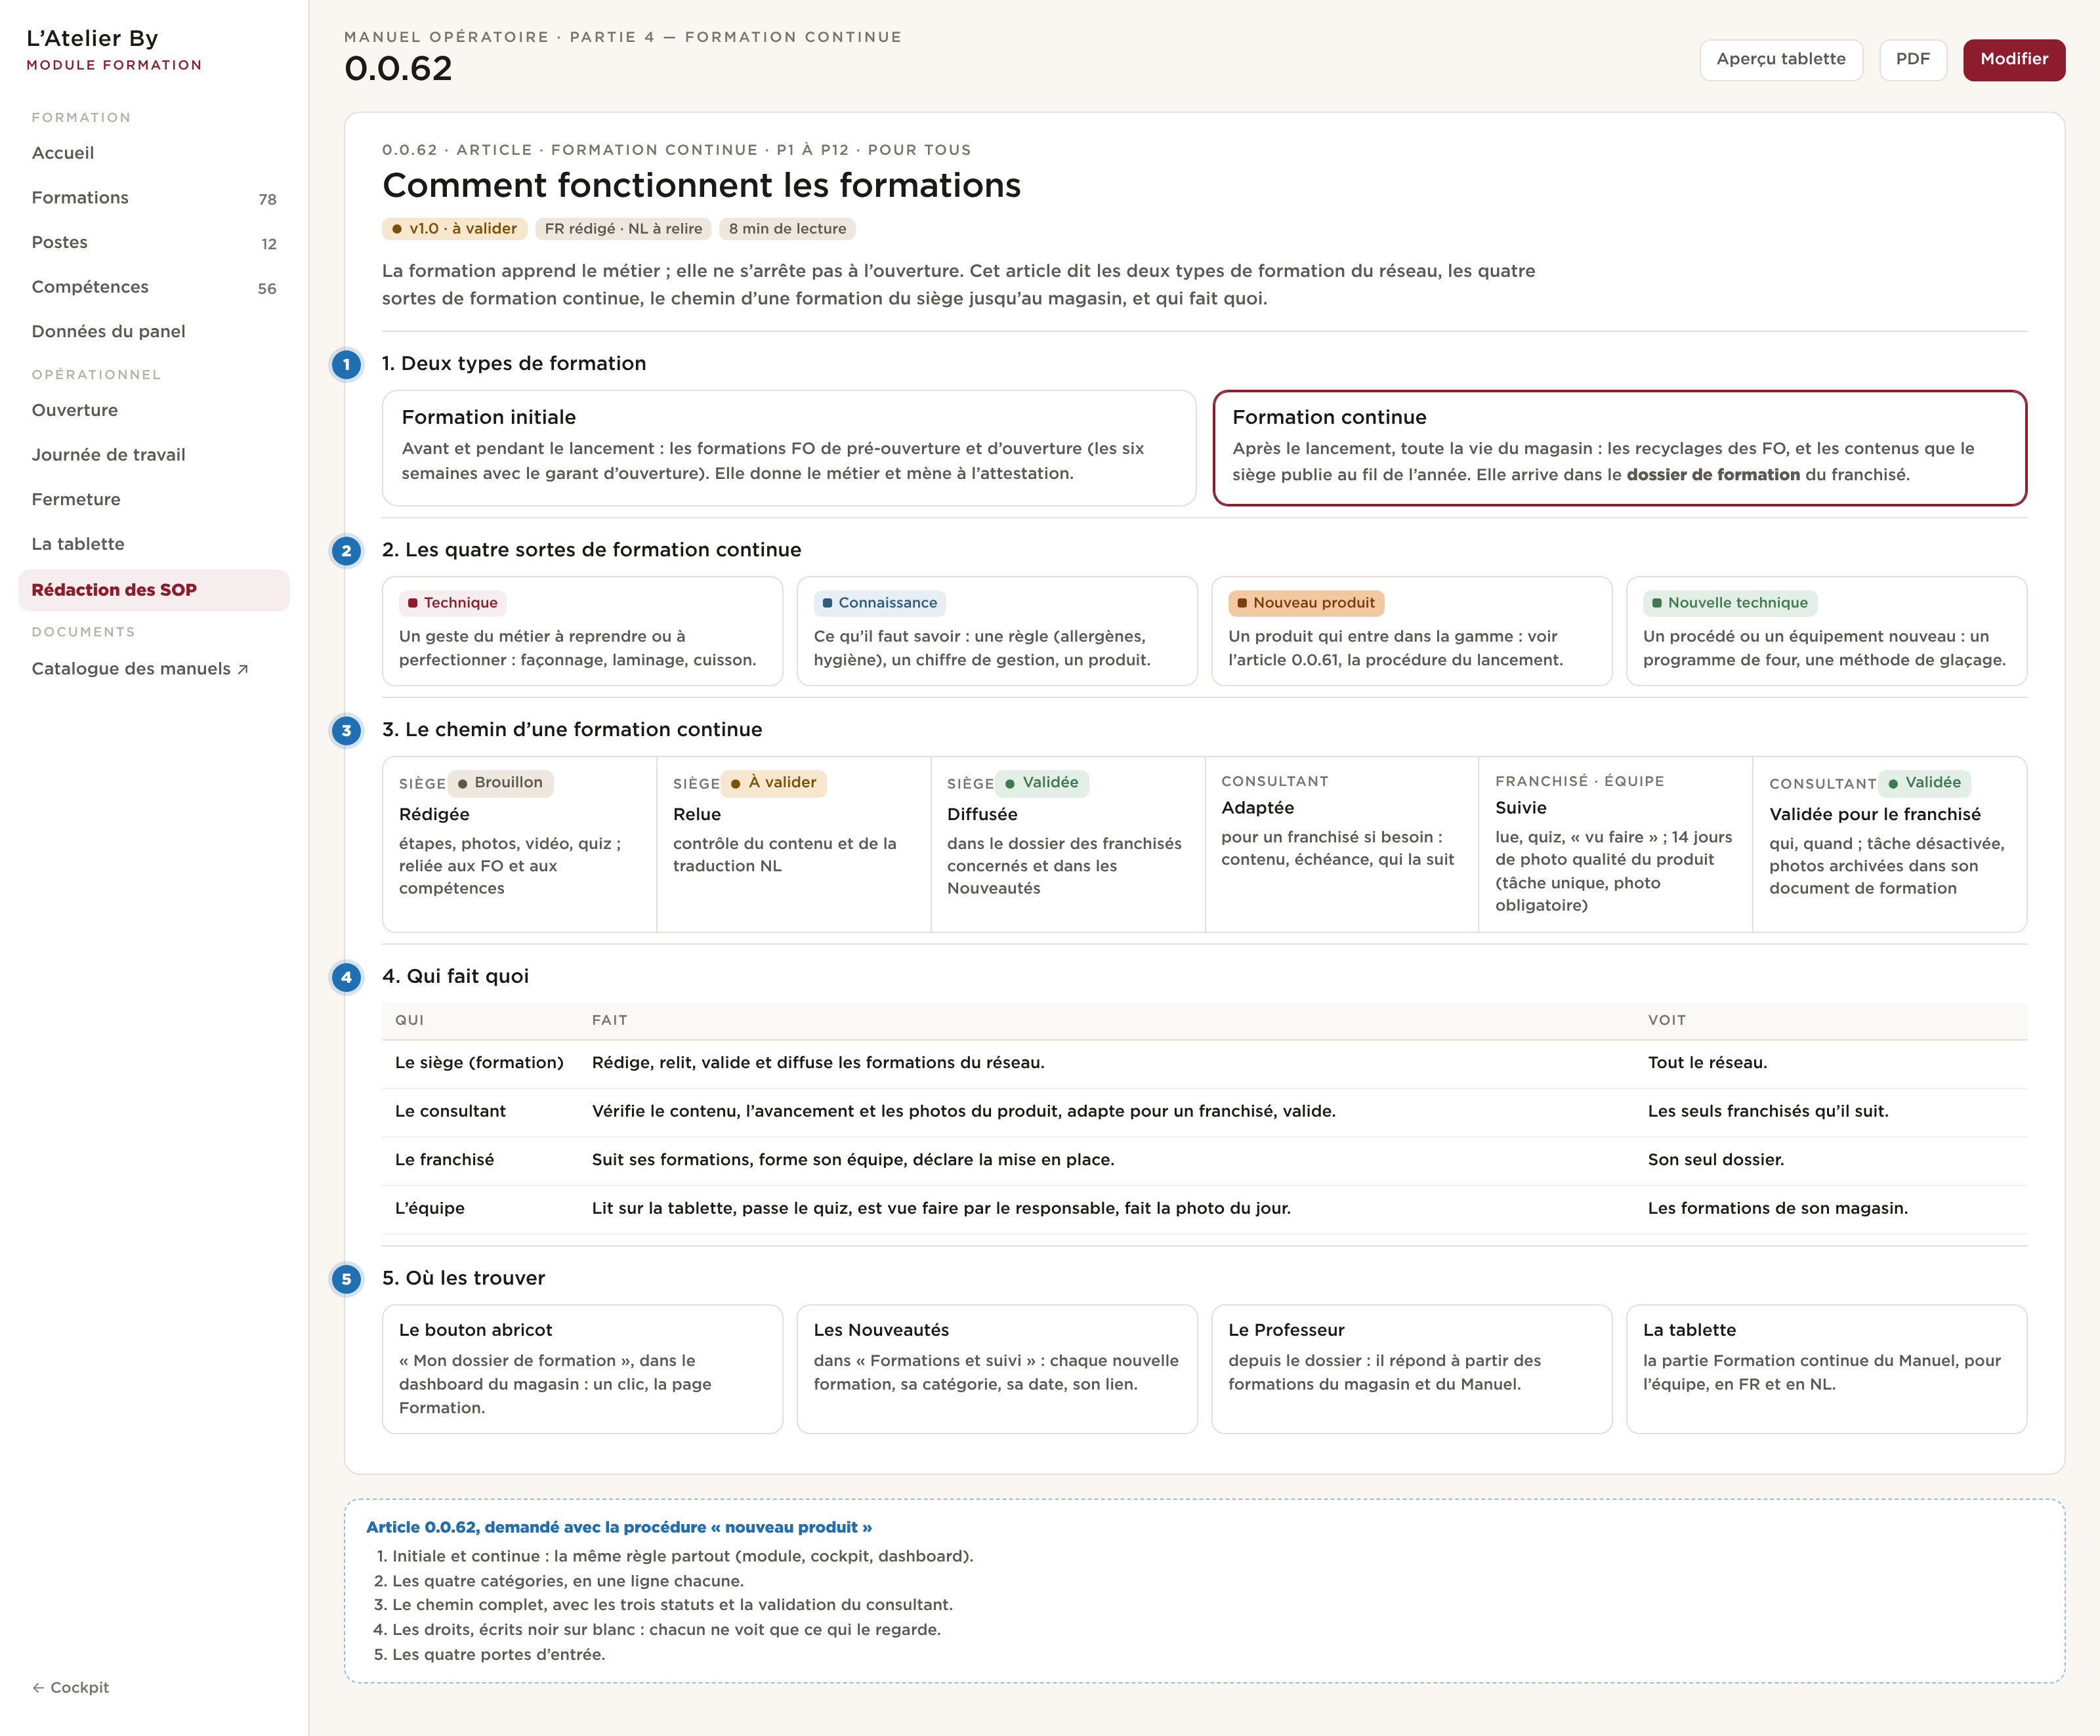 L’Atelier By
MODULE FORMATION
FORMATION
Accueil
Formations 78
Postes 12
Compétences 56
Données du panel
OPÉRATIONNEL
Ouverture
Journée de travail
Fermeture
La tablette
Rédaction des SOP
DOCUMENTS
Catalogue des manuels ↗
← Cockpit
MANUEL OPÉRATOIRE · PARTIE 4 — FORMATION CONTINUE
0.0.62
Aperçu tablette
PDF
Modifier
0.0.62 · ARTICLE · FORMATION CONTINUE · P1 À P12 · POUR TOUS
Comment fonctionnent les formations
v1.0 · à valider
FR rédigé · NL à relire
8 min de lecture
La formation apprend le métier ; elle ne s’arrête pas à l’ouverture. Cet article dit les deux types de formation du réseau, les quatre
sortes de formation continue, le chemin d’une formation du siège jusqu’au magasin, et qui fait quoi.
1
1. Deux types de formation
Formation initiale
Avant et pendant le lancement : les formations FO de pré-ouverture et d’ouverture (les six
semaines avec le garant d’ouverture). Elle donne le métier et mène à l’attestation.
Formation continue
Après le lancement, toute la vie du magasin : les recyclages des FO, et les contenus que le
siège publie au fil de l’année. Elle arrive dans le dossier de formation du franchisé.
2
2. Les quatre sortes de formation continue
Technique
Un geste du métier à reprendre ou à
perfectionner : façonnage, laminage, cuisson.
Connaissance
Ce qu’il faut savoir : une règle (allergènes,
hygiène), un chiffre de gestion, un produit.
Nouveau produit
Un produit qui entre dans la gamme : voir
l’article 0.0.61, la procédure du lancement.
Nouvelle technique
Un procédé ou un équipement nouveau : un
programme de four, une méthode de glaçage.
3
3. Le chemin d’une formation continue
SIÈGE Brouillon
Rédigée
étapes, photos, vidéo, quiz ;
reliée aux FO et aux
compétences
SIÈGE À valider
Relue
contrôle du contenu et de la
traduction NL
SIÈGE Validée
Diffusée
dans le dossier des franchisés
concernés et dans les
Nouveautés
CONSULTANT
Adaptée
pour un franchisé si besoin :
contenu, échéance, qui la suit
FRANCHISÉ · ÉQUIPE
Suivie
lue, quiz, « vu faire » ; 14 jours
de photo qualité du produit
(tâche unique, photo
obligatoire)
CONSULTANT Validée
Validée pour le franchisé
qui, quand ; tâche désactivée,
photos archivées dans son
document de formation
4
4. Qui fait quoi
QUI FAIT VOIT
Le siège (formation) Rédige, relit, valide et diffuse les formations du réseau. Tout le réseau.
Le consultant Vérifie le contenu, l’avancement et les photos du produit, adapte pour un franchisé, valide. Les seuls franchisés qu’il suit.
Le franchisé Suit ses formations, forme son équipe, déclare la mise en place. Son seul dossier.
L’équipe Lit sur la tablette, passe le quiz, est vue faire par le responsable, fait la photo du jour. Les formations de son magasin.
5
5. Où les trouver
Le bouton abricot
« Mon dossier de formation », dans le
dashboard du magasin : un clic, la page
Formation.
Les Nouveautés
dans « Formations et suivi » : chaque nouvelle
formation, sa catégorie, sa date, son lien.
Le Professeur
depuis le dossier : il répond à partir des
formations du magasin et du Manuel.
La tablette
la partie Formation continue du Manuel, pour
l’équipe, en FR et en NL.
Article 0.0.62, demandé avec la procédure « nouveau produit »
1. Initiale et continue : la même règle partout (module, cockpit, dashboard).
2. Les quatre catégories, en une ligne chacune.
3. Le chemin complet, avec les trois statuts et la validation du consultant.
4. Les droits, écrits noir sur blanc : chacun ne voit que ce qui le regarde.
5. Les quatre portes d’entrée.